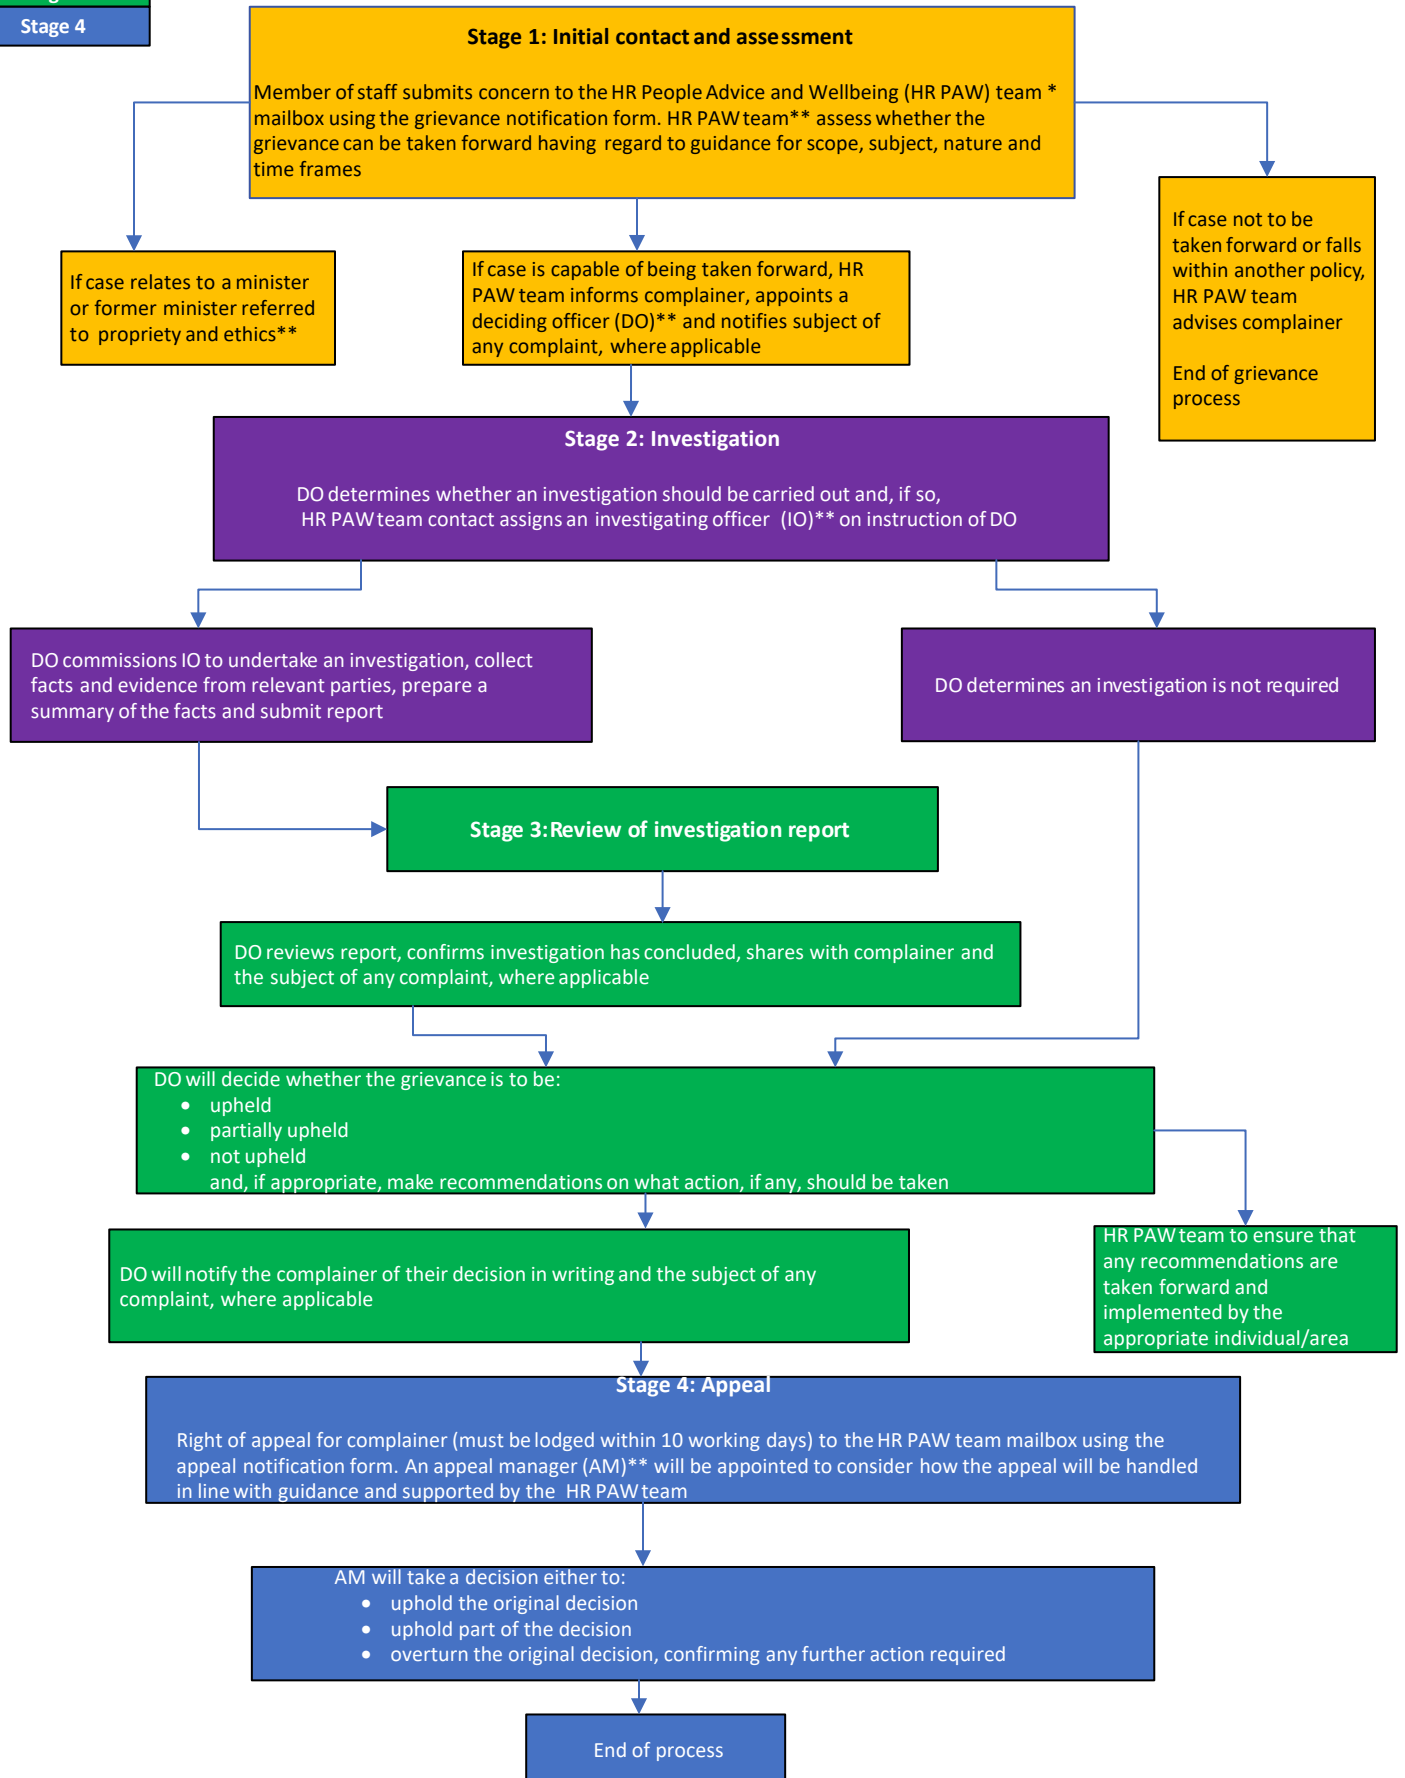 Stage 4
Stage 1: Initial contact and assessment
Member of staff submits concern to the HR People Advice and Wellbeing (HR PAW) team *
mailbox using the grievance notification form. HR PAW team** assess whether the
grievance can be taken forward having regard to guidance for scope, subject, nature and
time frames
If case relates to a minister
or former minister referred
to propriety and ethics**
If case is capable of being taken forward, HR
PAW team informs complainer, appoints a
deciding officer (DO)** and notifies subject of
any complaint, where applicable
If case not to be
taken forward or falls
within another policy,
HR PAW team
advises complainer
End of grievance
process
Stage 2: Investigation
DO determines whether an investigation should be carried out and, if so,
HR PAW team contact assigns an investigating officer (IO)** on instruction of DO
DO commissions IO to undertake an investigation, collect
facts and evidence from relevant parties, prepare a
summary of the facts and submit report
DO determines an investigation is not required
Stage 3:Review of investigation report
DO reviews report, confirms investigation has concluded, shares with complainer and
the subject of any complaint, where applicable
DO will decide whether the grievance is to be:
• upheld
• partially upheld
• not upheld
and, if appropriate, make recommendations on what action, if any, should be taken
DO will notify the complainer of their decision in writing and the subject of any
complaint, where applicable
HR PAW team to ensure that
any recommendations are
taken forward and
implemented by the
appropriate individual/area
Stage 4: Appeal
Right of appeal for complainer (must be lodged within 10 working days) to the HR PAW team mailbox using the
appeal notification form. An appeal manager (AM)** will be appointed to consider how the appeal will be handled
in line with guidance and supported by the HR PAW team
AM will take a decision either to:
• uphold the original decision
• uphold part of the decision
• overturn the original decision, confirming any further action required
End of process